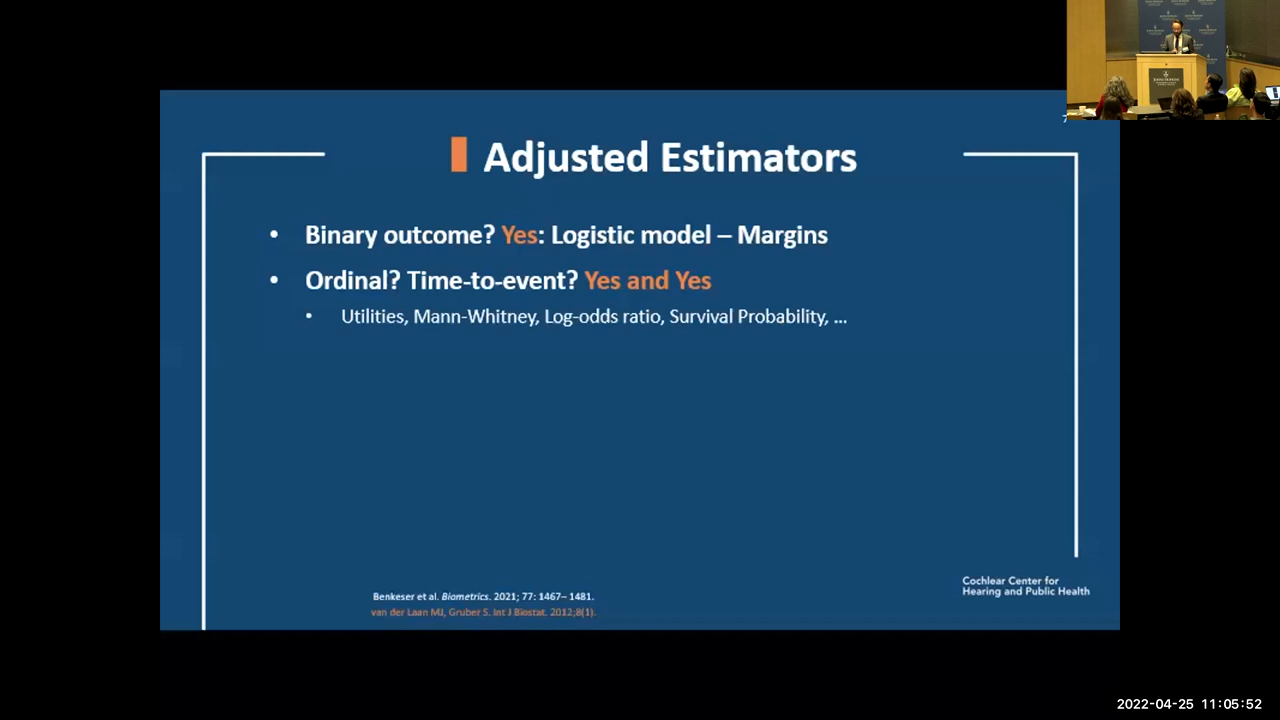 Adjusted Estimators
• Binary outcome? Yes: Logistic model – Margins
• Ordinal? Time-to-event? Yes and Yes
• Utilities, Mann-Whitney, Log-odds ratio, Survival Probability, ...
Benkeser et al. Biometrics. 2021; 77: 1467– 1481.
van der Laan MJ, Gruber S. Int J Biostat. 2012;8(1).
Cochlear Center for
Hearing and Public Health
2022-04-25 11:05:52